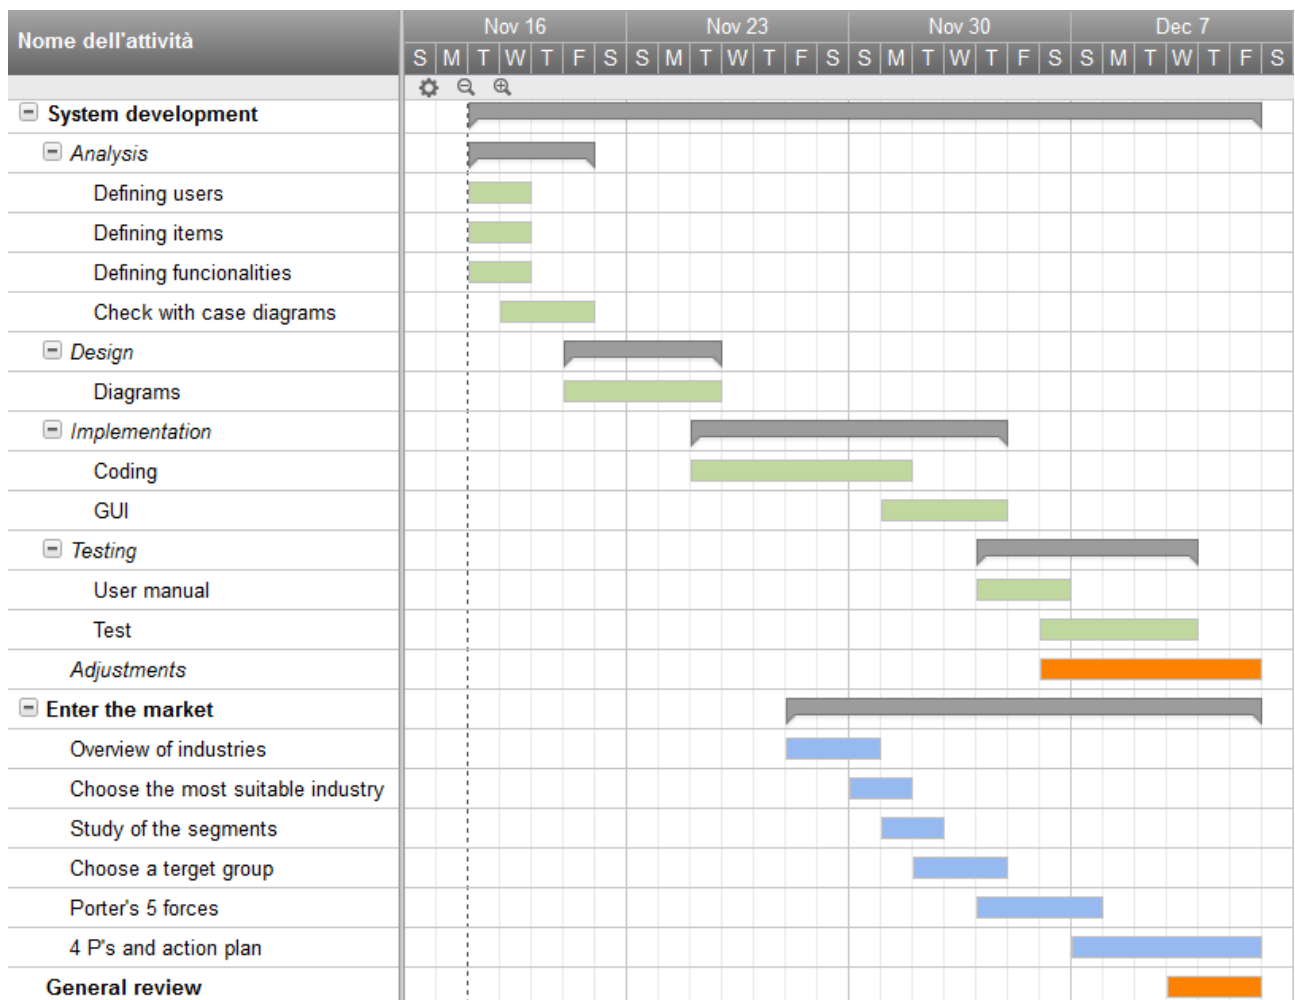 Nome dell'attività
Nov 16 Nov 23 Nov 30 Dec 7
S M T W T F S S M T W T F S S M T W T F S S M T W T F S
System development
Analysis
Defining users
Defining items
Defining funcionalities
Check with case diagrams
Design
Diagrams
Implementation
Coding
GUI
Testing
User manual
Test
Adjustments
Enter the market
Overview of industries
Choose the most suitable industry
Study of the segments
Choose a terget group
Porter's 5 forces
4 P's and action plan
General review